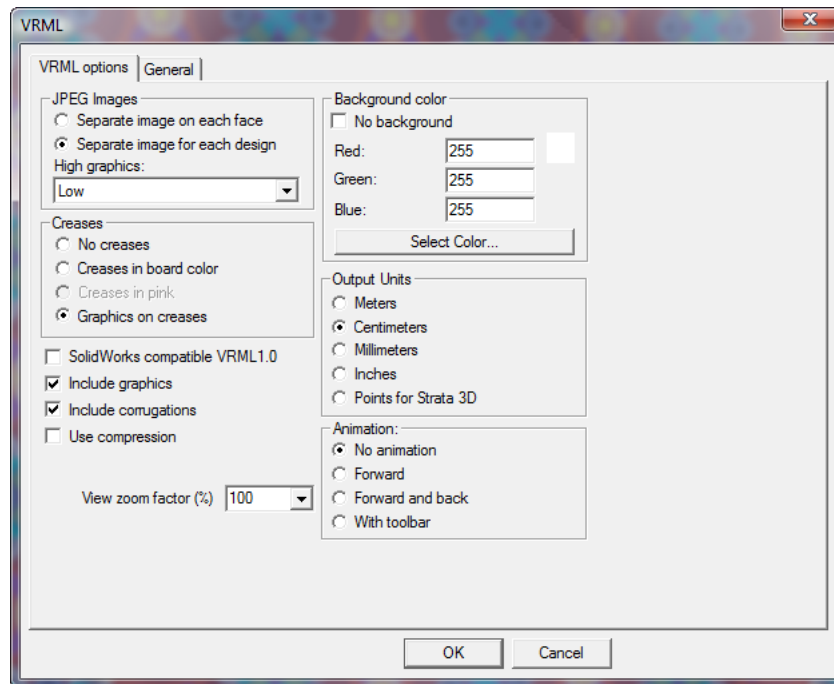 VRML
VRML options
General
JPEG Images
Separate image on each face
Separate image for each design
High graphics:
Low
Creases
No creases
Creases in board color
Creases in pink
Graphics on creases
SolidWorks compatible VRML1.0
Include graphics
Include corrugations
Use compression
View zoom factor (%) 100
Background color
No background
Red: 255
Green: 255
Blue: 255
Select Color...
Output Units
Meters
Centimeters
Millimeters
Inches
Points for Strata 3D
Animation:
No animation
Forward
Forward and back
With toolbar
OK
Cancel